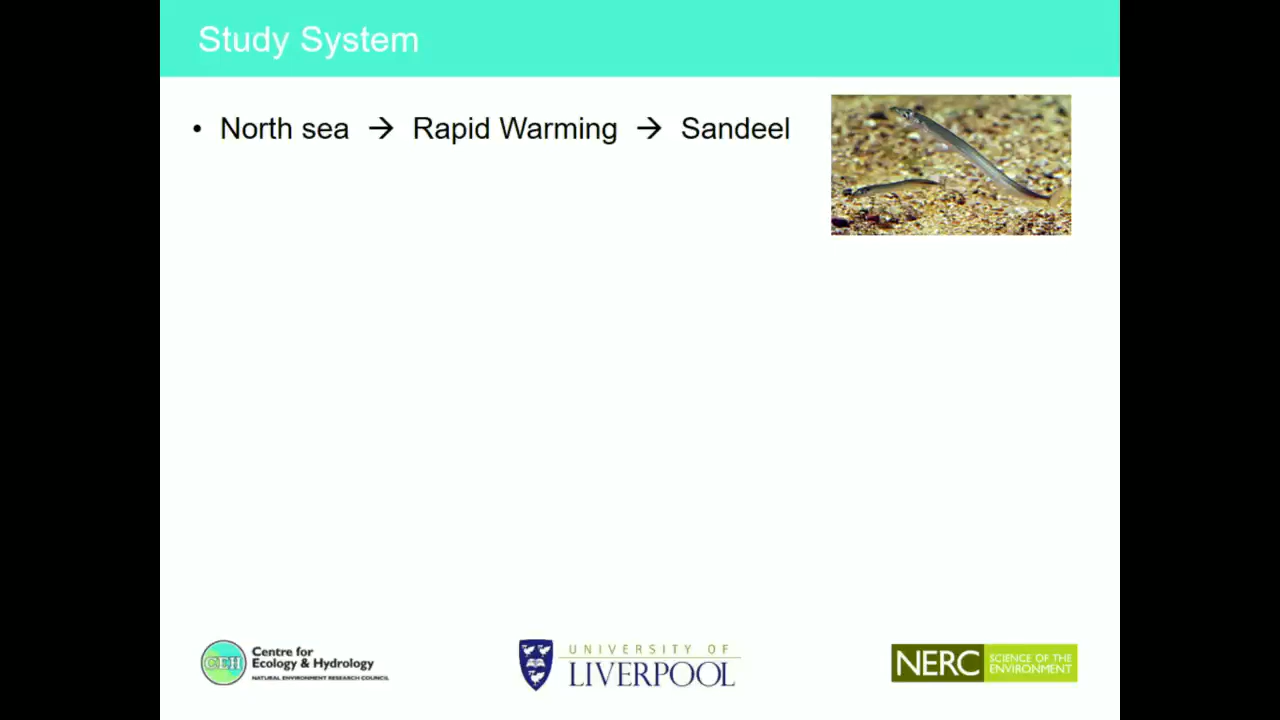 Study System
• North sea → Rapid Warming → Sandeel
CEH
Centre for
Ecology & Hydrology
NATURAL ENVIRONMENT RESEARCH COUNCIL
UNIVERSITY OF
LIVERPOOL
NERC
SCIENCE OF THE
ENVIRONMENT